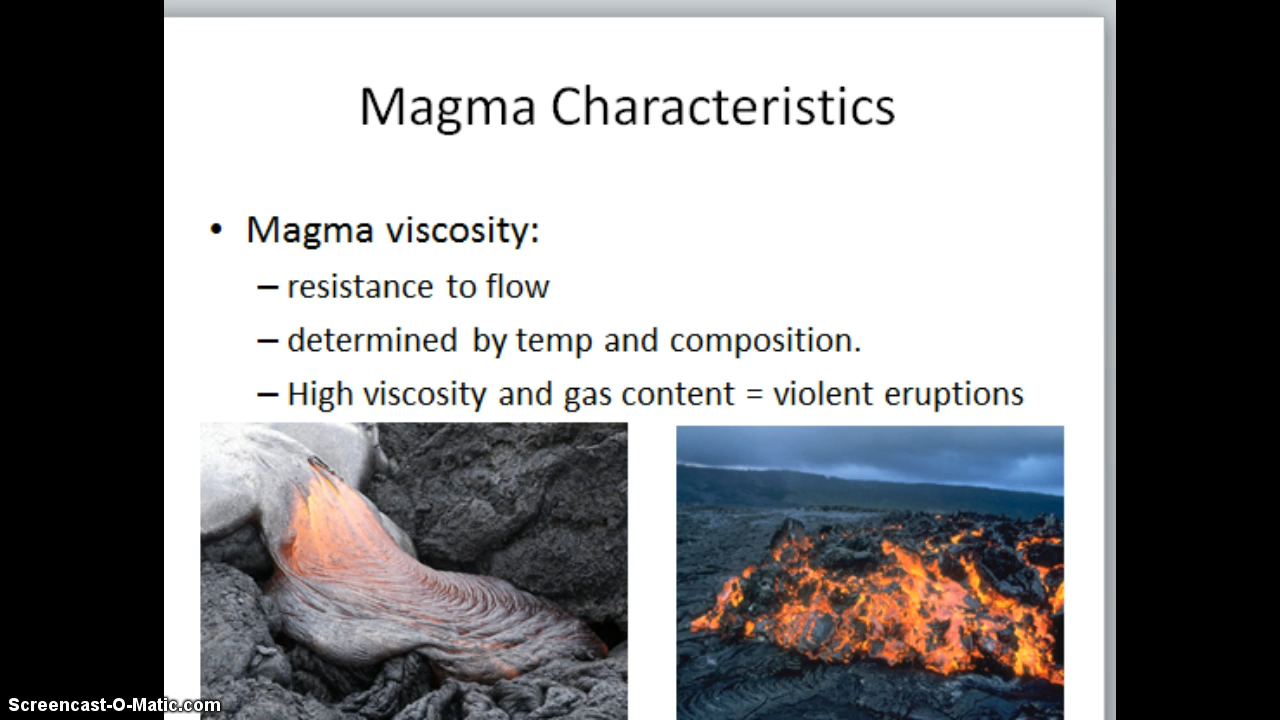 Magma Characteristics
• Magma viscosity:
– resistance to flow
– determined by temp and composition.
– High viscosity and gas content = violent eruptions
Screencast-O-Matic.com